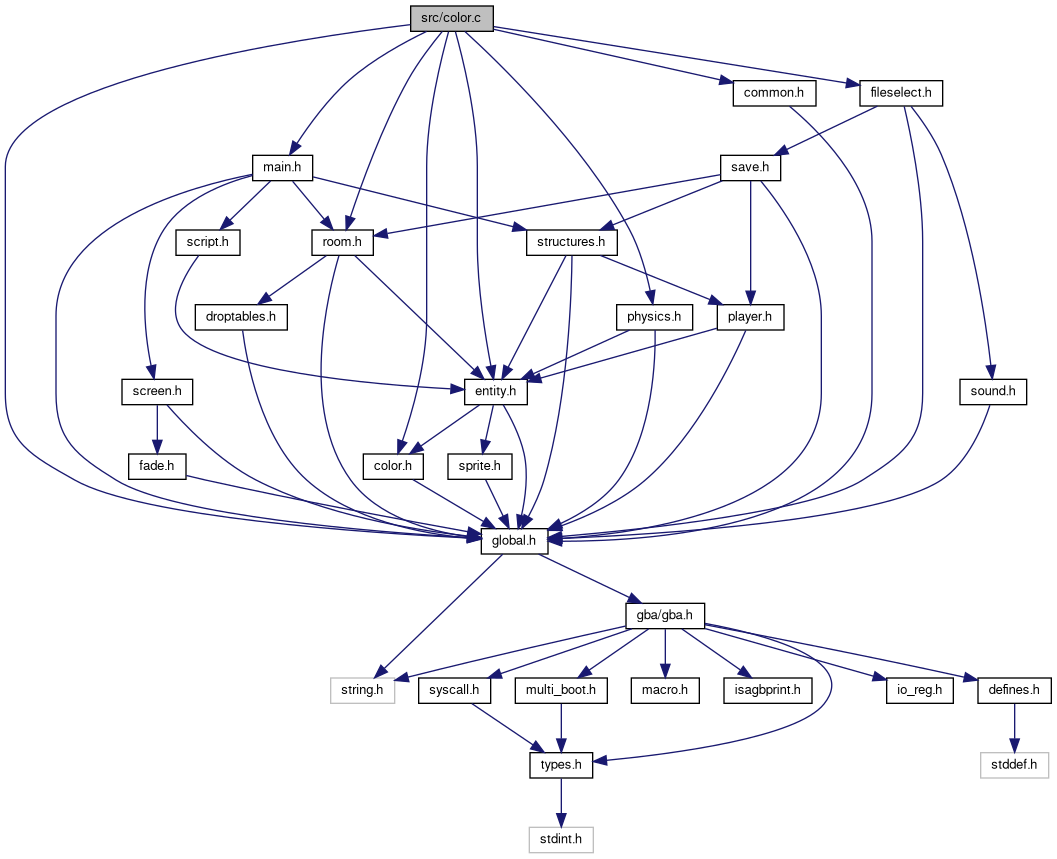 src/color.c
common.h
fileselect.h
main.h
save.h
script.h
room.h
structures.h
droptables.h
physics.h
player.h
screen.h
entity.h
sound.h
fade.h
color.h
sprite.h
global.h
gba/gba.h
string.h
syscall.h
multi_boot.h
macro.h
isagbprint.h
io_reg.h
defines.h
types.h
stddef.h
stdint.h